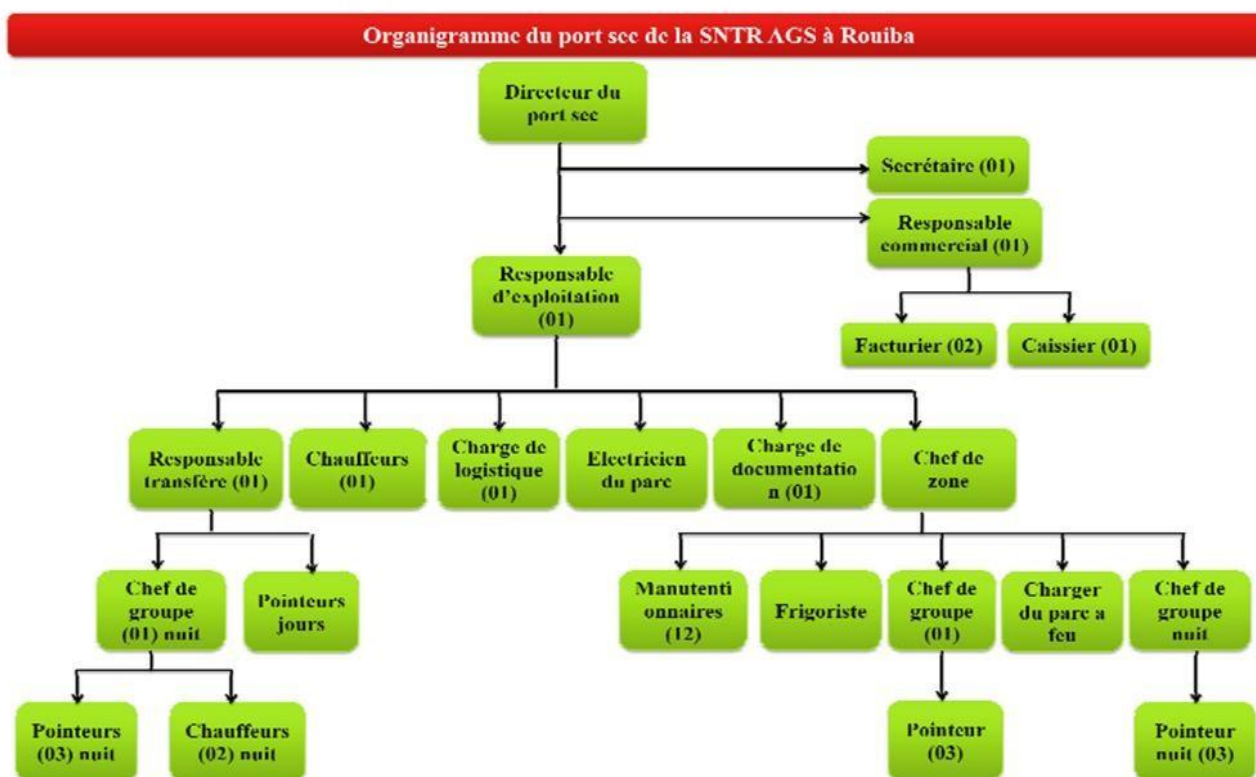 Organigramme du port sec de la SNTR AGS à Rouiba
Directeur du
port sec
Secrétaire (01)
Responsable
commercial (01)
Responsable
d'exploitation
(01)
Facturier (02)
Caissier (01)
Responsable
transfère (01)
Chauffeurs
(01)
Charge de
logistique
(01)
Electricien
du parc
Charge de
documentatio
n (01)
Chef de
zone
Chef de
groupe
(01) nuit
Pointeurs
jours
Manutenti
onnaires
(12)
Frigoriste
Chef de
groupe
(01)
Charger
du parc a
feu
Chef de
groupe nuit
Pointeurs
(03) nuit
Chauffeurs
(02) nuit
Pointeur
(03)
Pointeur
nuit (03)